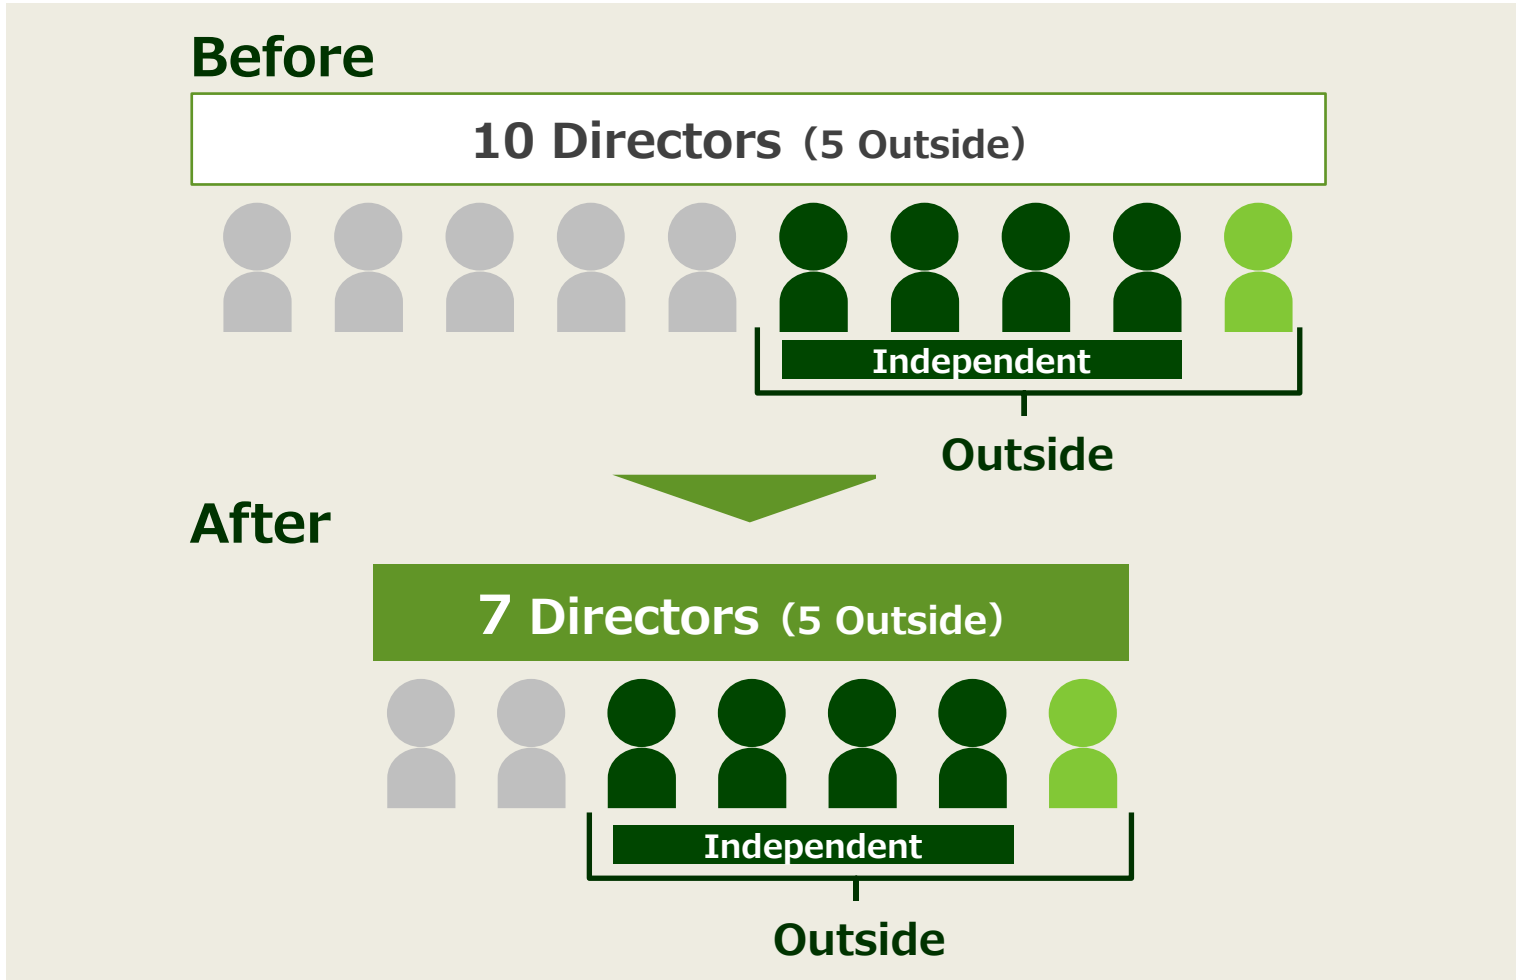 Before
10 Directors（5 Outside）
Independent
Outside
After
7 Directors（5 Outside）
Independent
Outside